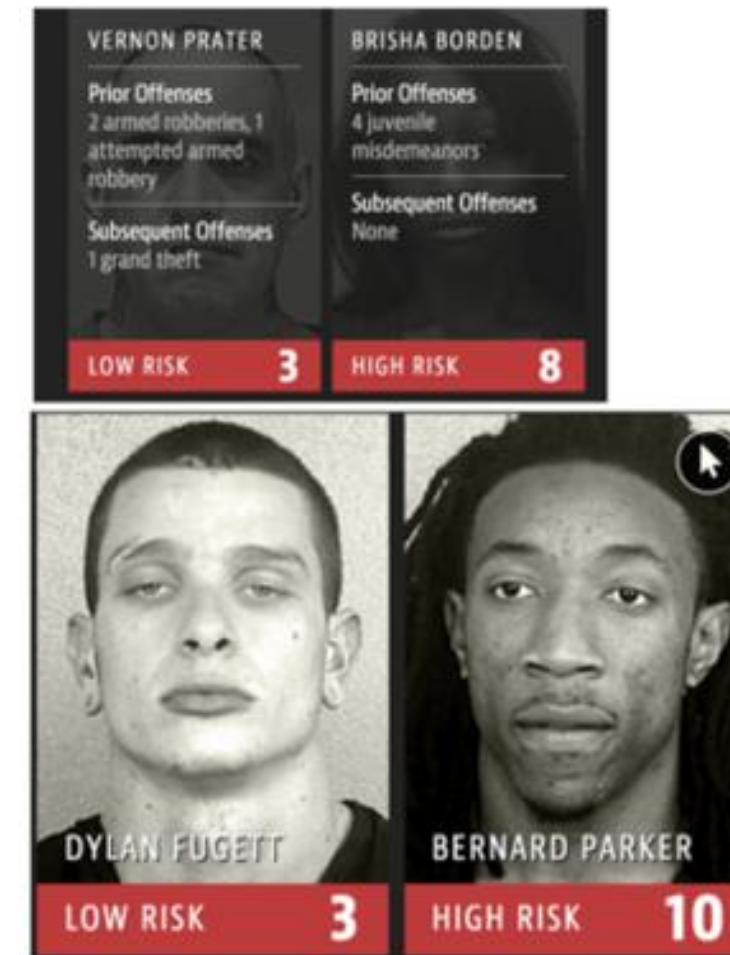 VERNON PRATER
Prior Offenses
2 armed robberies, 1
attempted armed
robbery
Subsequent Offenses
1 grand theft
LOW RISK 3
BRISHA BORDEN
Prior Offenses
4 juvenile
misdemeanors
Subsequent Offenses
None
HIGH RISK 8
DYLAN FUGETT
LOW RISK 3
BERNARD PARKER
HIGH RISK 10